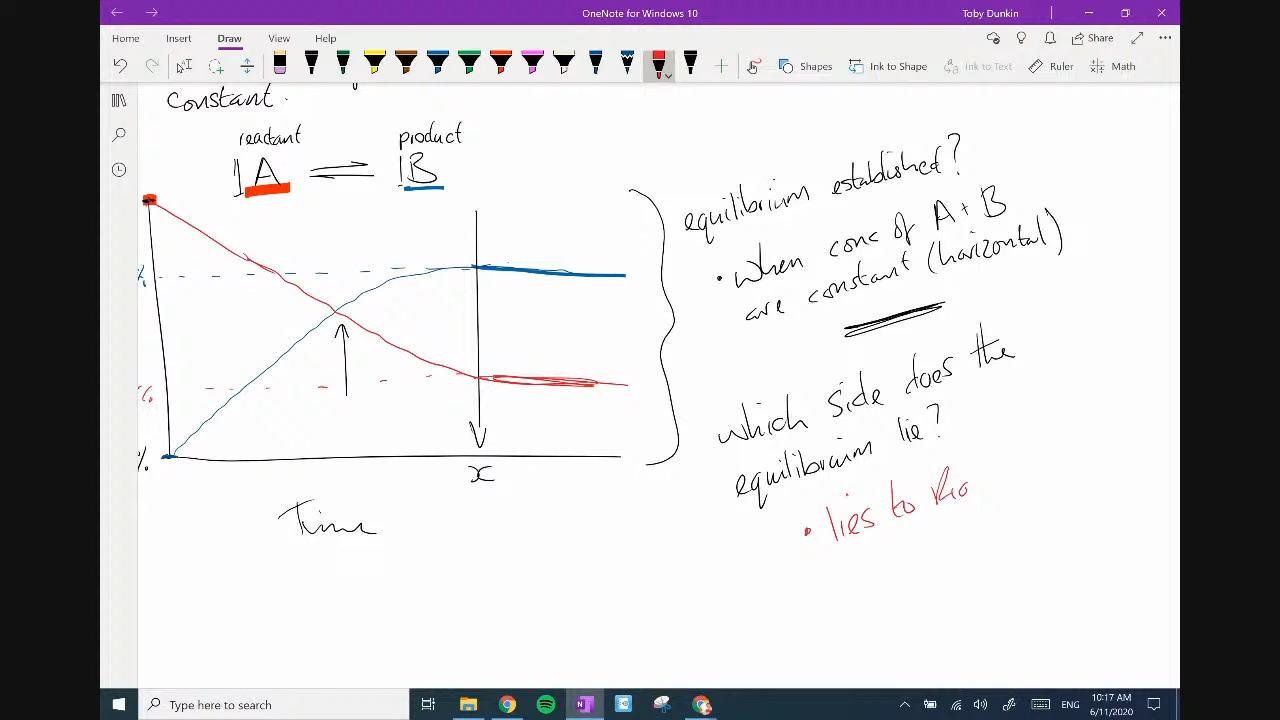 OneNote for Windows 10
Toby Dunkin
Home
Insert
Draw
View
Help
Share
Shapes
Ink to Shape
Ink to Text
Ruler
Math
Constant.
reactant
product
1A ⇌ 1B
%
%
%
x
Time
equilibrium established?
• when conc of A + B
are constant (horizontal)
which side does the
equilibrium lie?
• lies to
Type here to search
ENG
10:17 AM
6/11/2020